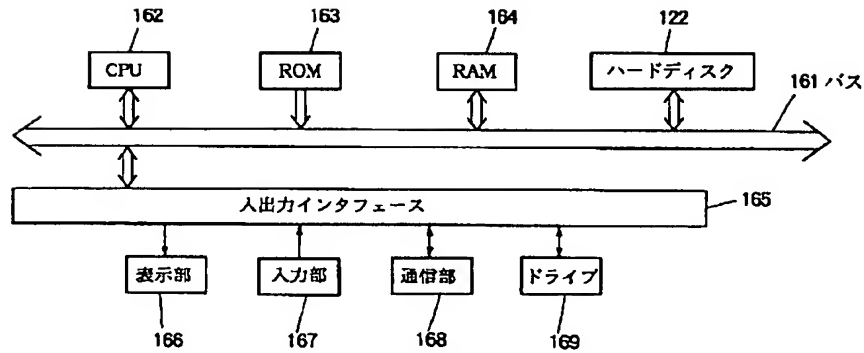 162
163
164
122
CPU
ROM
RAM
ハードディスク
161 バス
入出力インタフェース
165
表示部
入力部
通信部
ドライブ
166
167
168
169